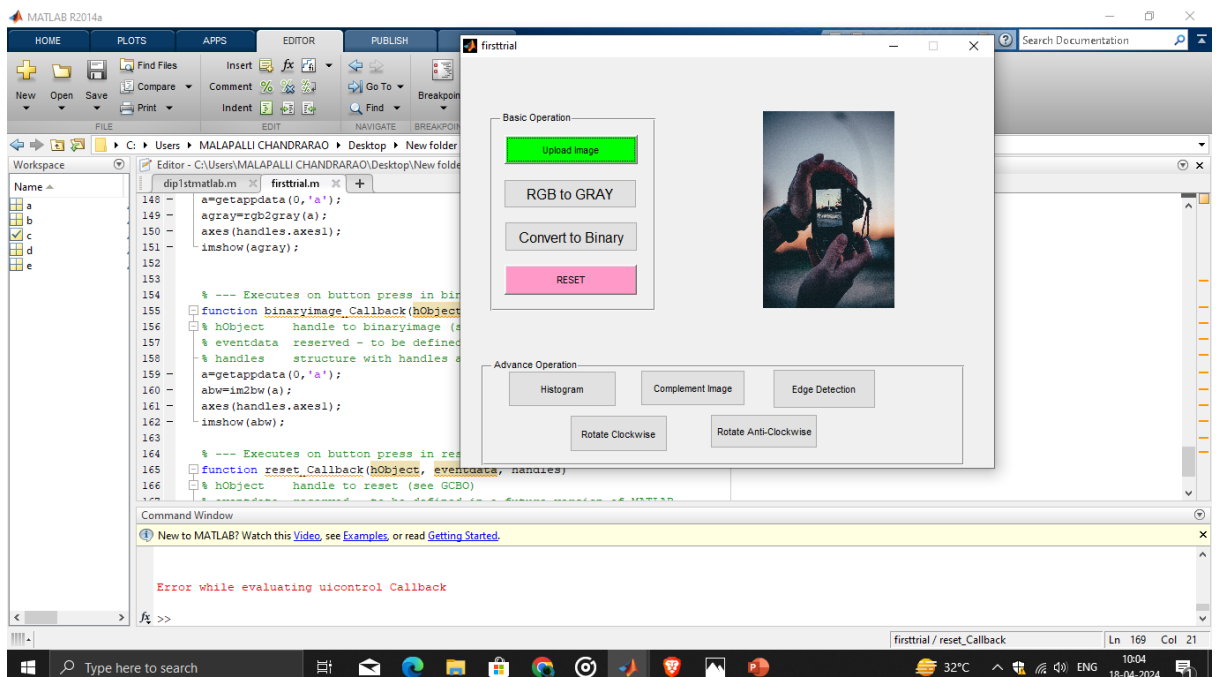 MATLAB R2014a
HOME PLOTS APPS EDITOR PUBLISH
Search Documentation
Find Files Insert fx
New Open Save Compare Comment Go To Breakpoin
Print Indent Find
FILE EDIT NAVIGATE BREAKPOIN
C: Users MALAPALLI CHANDRARAO Desktop New folder
Workspace
Name
a
b
c
d
e
Editor - C:\Users\MALAPALLI CHANDRARAO\Desktop\New folde
dip1stmatlab.m firsttrial.m
148 - a=getappdata(0,'a');
149 - agray=rgb2gray(a);
150 - axes(handles.axes1);
151 - imshow(agray);
152
153
154 % --- Executes on button press in bin
155 function binaryimage_Callback(hObject
156 % hObject handle to binaryimage (s
157 % eventdata reserved - to be defined
158 % handles structure with handles a
159 - a=getappdata(0,'a');
160 - abw=im2bw(a);
161 - axes(handles.axes1);
162 - imshow(abw);
163
164 % --- Executes on button press in res
165 function reset_Callback(hObject, eventdata, handles)
166 % hObject handle to reset (see GCBO)
firsttrial
Basic Operation
Upload Image
RGB to GRAY
Convert to Binary
RESET
Advance Operation
Histogram Complement Image Edge Detection
Rotate Clockwise Rotate Anti-Clockwise
Command Window
New to MATLAB? Watch this Video, see Examples, or read Getting Started.
Error while evaluating uicontrol Callback
fx >>
firsttrial / reset_Callback Ln 169 Col 21
Type here to search
32°C ENG
10:04
18-04-2024